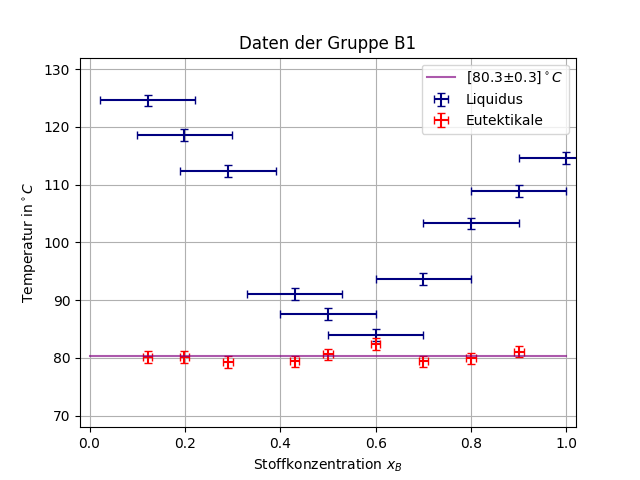 Daten der Gruppe B1
[80.3±0.3]°C
Liquidus
Eutektikale
130
120
110
100
90
80
70
Temperatur in °C
0.0 0.2 0.4 0.6 0.8 1.0
Stoffkonzentration x_B